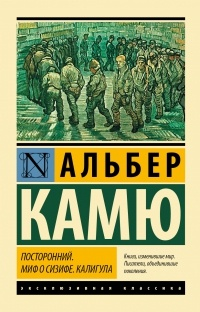 АЛЬБЕР
КАМЮ
ПОСТОРОННИЙ.
МИФ О СИЗИФЕ. КАЛИГУЛА
Книги, изменившие мир.
Писатели, объединившие
поколения.
ЭКСКЛЮЗИВНАЯ КЛАССИКА